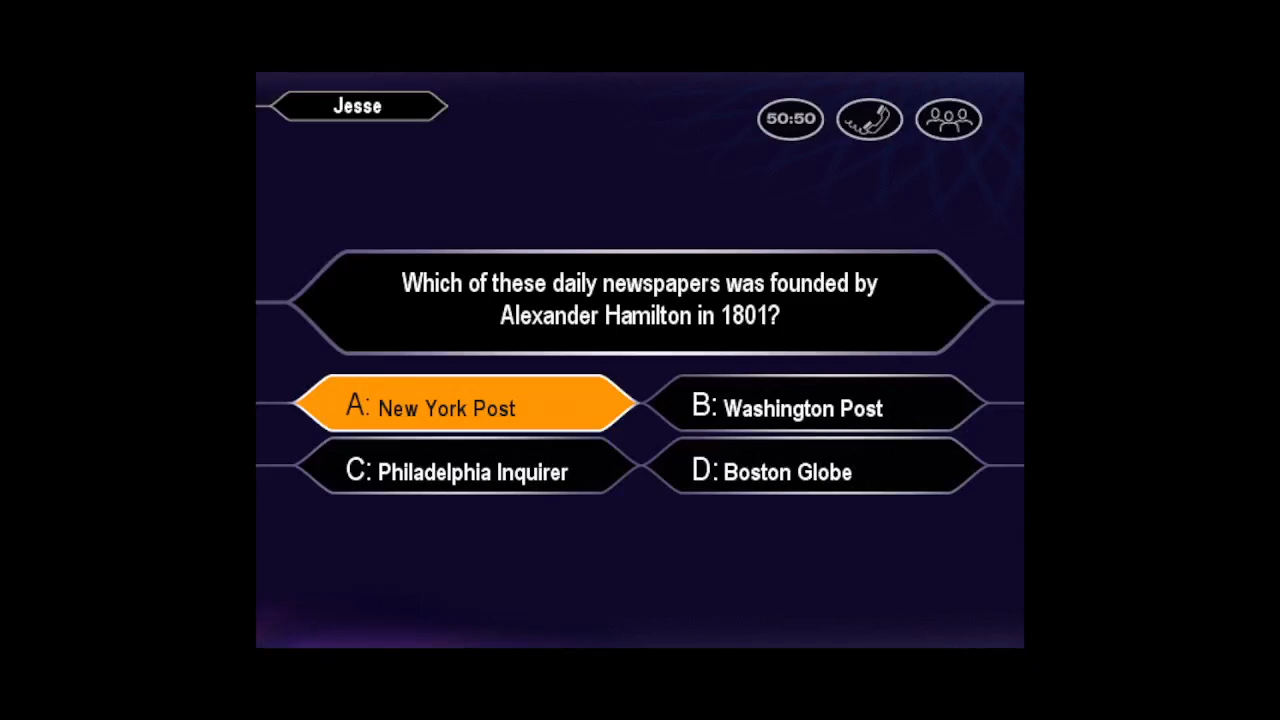 Jesse
50:50
Which of these daily newspapers was founded by
Alexander Hamilton in 1801?
A: New York Post
B: Washington Post
C: Philadelphia Inquirer
D: Boston Globe